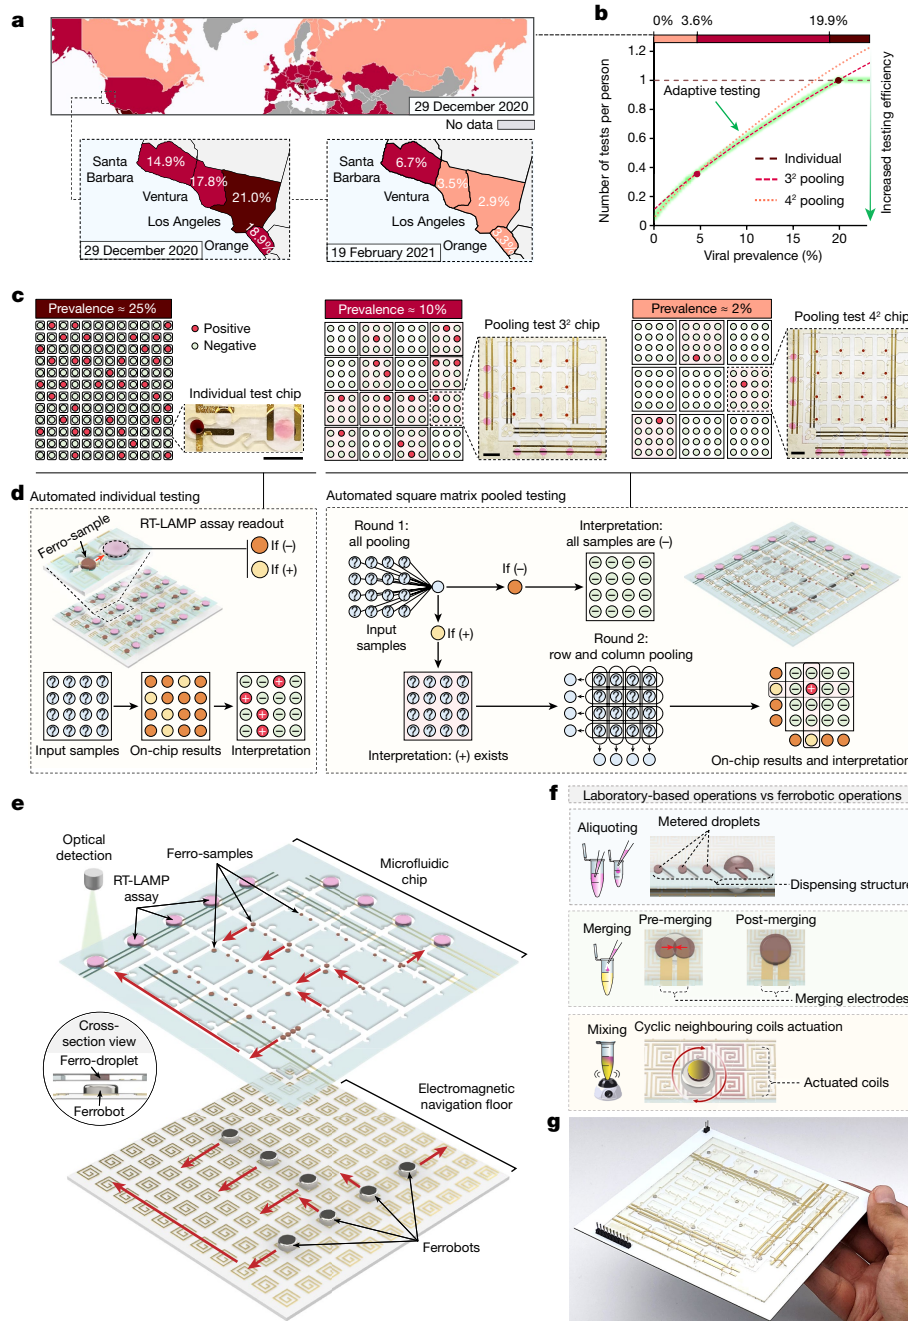 a
29 December 2020
No data
Santa
Barbara
14.9%
17.8%
Ventura
21.0%
Los Angeles
18.9%
Orange
29 December 2020
Santa
Barbara
6.7%
3.5%
Ventura
2.9%
Los Angeles
3.3%
Orange
19 February 2021
b
0% 3.6% 19.9%
Number of tests per person
1.2
1
0.8
0.6
0.4
0.2
0
Adaptive testing
Individual
3² pooling
4² pooling
0 5 10 15 20
Viral prevalence (%)
Increased testing efficiency
c
Prevalence ≈ 25%
Positive
Negative
Individual test chip
Prevalence ≈ 10%
Pooling test 3² chip
Prevalence ≈ 2%
Pooling test 4² chip
d
Automated individual testing
Ferro-sample
RT-LAMP assay readout
If (–)
If (+)
Input samples
On-chip results
Interpretation
Automated square matrix pooled testing
Round 1:
all pooling
Input
samples
If (–)
If (+)
Interpretation:
all samples are (–)
Interpretation: (+) exists
Round 2:
row and column pooling
On-chip results and interpretation
e
Optical
detection
RT-LAMP
assay
Ferro-samples
Microfluidic
chip
Cross-
section view
Ferro-droplet
Ferrobot
Electromagnetic
navigation floor
Ferrobots
f
Laboratory-based operations vs ferrobotic operations
Aliquoting
Metered droplets
Dispensing structure
Merging
Pre-merging
Post-merging
Merging electrodes
Mixing
Cyclic neighbouring coils actuation
Actuated coils
g